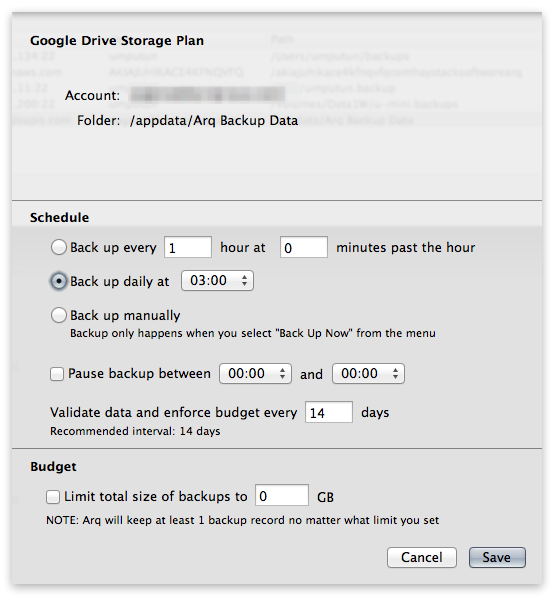 Google Drive Storage Plan
Path
Account:
Folder: /appdata/Arq Backup Data
Schedule
Back up every 1 hour at 0 minutes past the hour
Back up daily at 03:00
Back up manually
Backup only happens when you select "Back Up Now" from the menu
Pause backup between 00:00 and 00:00
Validate data and enforce budget every 14 days
Recommended interval: 14 days
Budget
Limit total size of backups to 0 GB
NOTE: Arq will keep at least 1 backup record no matter what limit you set
Cancel Save